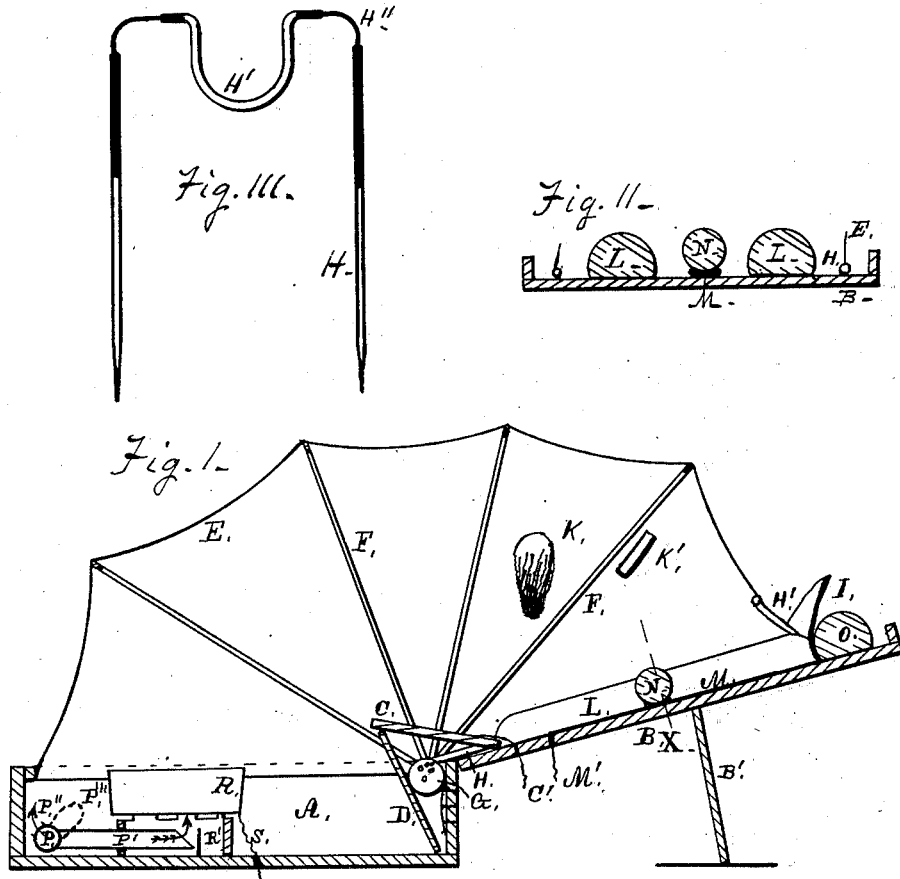 H"
H'
Fig. III.
H.
Fig. II.
L. N. L. H. E.
M. B.
Fig. I.
E. F. K. K'. F. H'. I. O.
C. L. N. M.
B. X.
H. C'. M'. B'.
G.
P". P"'. R. A. D.
P. P' R' S.